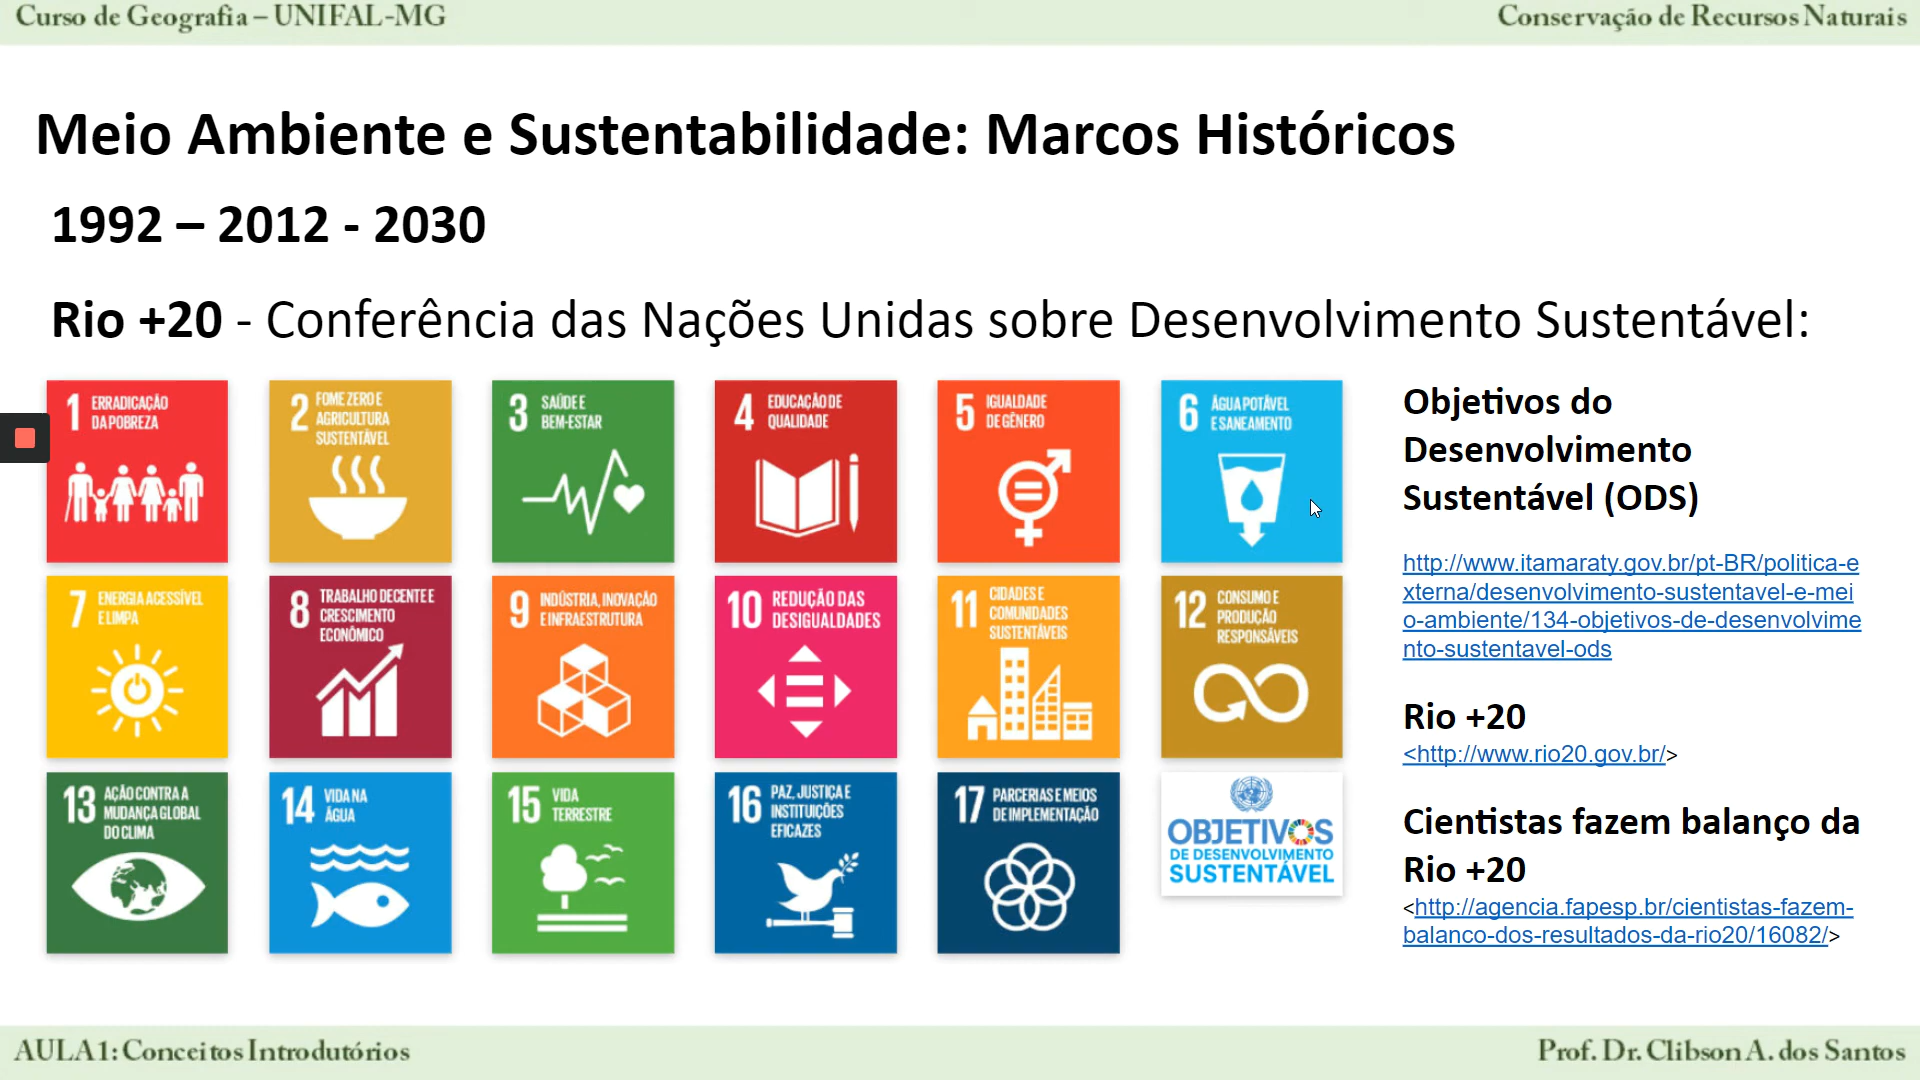 Curso de Geografia – UNIFAL-MG
Conservação de Recursos Naturais
Meio Ambiente e Sustentabilidade: Marcos Históricos
1992 – 2012 - 2030
Rio +20 - Conferência das Nações Unidas sobre Desenvolvimento Sustentável:
1 ERRADICAÇÃO
DA POBREZA
2 FOME ZERO E
AGRICULTURA
SUSTENTÁVEL
3 SAÚDE E
BEM-ESTAR
4 EDUCAÇÃO DE
QUALIDADE
5 IGUALDADE
DE GÊNERO
6 ÁGUA POTÁVEL
E SANEAMENTO
7 ENERGIA ACESSÍVEL
E LIMPA
8 TRABALHO DECENTE E
CRESCIMENTO
ECONÔMICO
9 INDÚSTRIA, INOVAÇÃO
E INFRAESTRUTURA
10 REDUÇÃO DAS
DESIGUALDADES
11 CIDADES E
COMUNIDADES
SUSTENTÁVEIS
12 CONSUMO E
PRODUÇÃO
RESPONSÁVEIS
13 AÇÃO CONTRA A
MUDANÇA GLOBAL
DO CLIMA
14 VIDA NA
ÁGUA
15 VIDA
TERRESTRE
16 PAZ, JUSTIÇA E
INSTITUIÇÕES
EFICAZES
17 PARCERIAS E MEIOS
DE IMPLEMENTAÇÃO
OBJETIVOS
DE DESENVOLVIMENTO
SUSTENTÁVEL
Objetivos do
Desenvolvimento
Sustentável (ODS)
http://www.itamaraty.gov.br/pt-BR/politica-e
xterna/desenvolvimento-sustentavel-e-mei
o-ambiente/134-objetivos-de-desenvolvime
nto-sustentavel-ods
Rio +20
<http://www.rio20.gov.br/>
Cientistas fazem balanço da
Rio +20
<http://agencia.fapesp.br/cientistas-fazem-
balanco-dos-resultados-da-rio20/16082/>
AULA 1: Conceitos Introdutórios
Prof. Dr. Clibson A. dos Santos